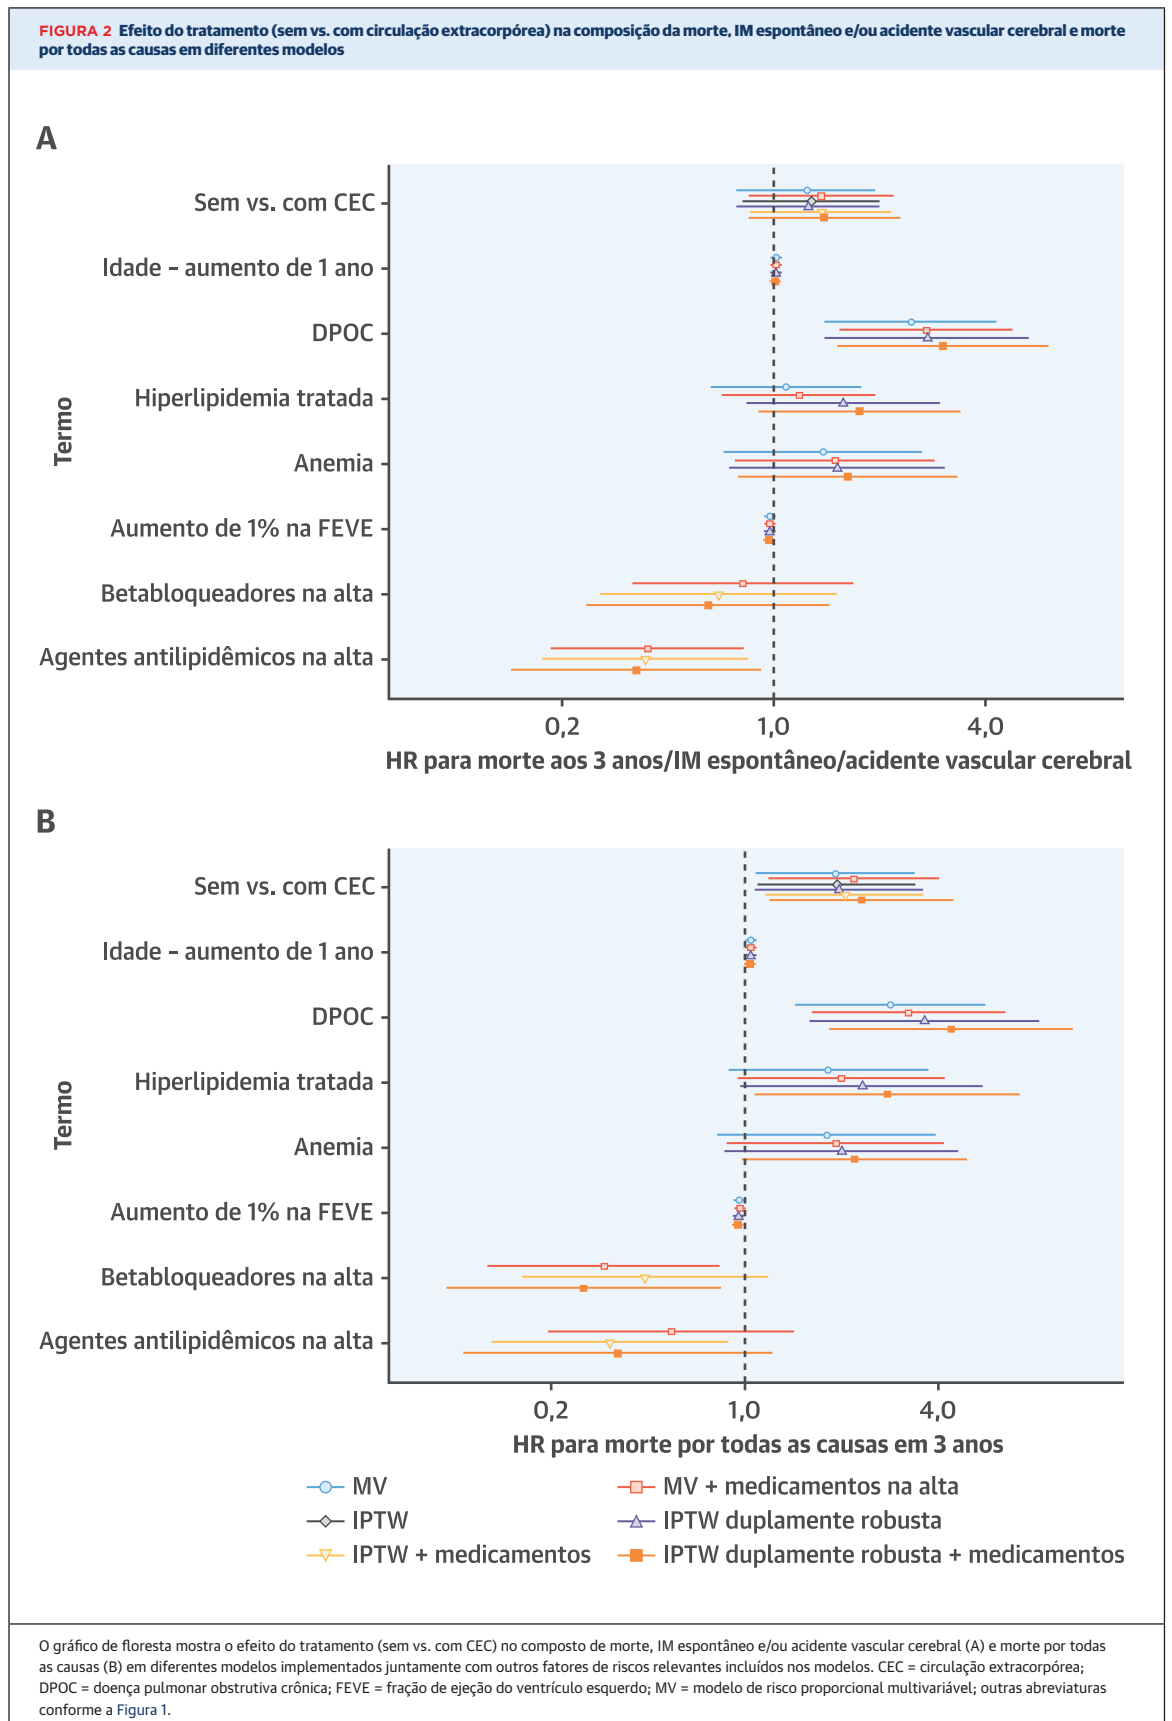 FIGURA 2 Efeito do tratamento (sem vs. com circulação extracorpórea) na composição da morte, IM espontâneo e/ou acidente vascular cerebral e morte
por todas as causas em diferentes modelos
A
Termo
Sem vs. com CEC
Idade – aumento de 1 ano
DPOC
Hiperlipidemia tratada
Anemia
Aumento de 1% na FEVE
Betabloqueadores na alta
Agentes antilipidêmicos na alta
0,2 1,0 4,0
HR para morte aos 3 anos/IM espontâneo/acidente vascular cerebral
B
Termo
Sem vs. com CEC
Idade – aumento de 1 ano
DPOC
Hiperlipidemia tratada
Anemia
Aumento de 1% na FEVE
Betabloqueadores na alta
Agentes antilipidêmicos na alta
0,2 1,0 4,0
HR para morte por todas as causas em 3 anos
MV MV + medicamentos na alta
IPTW IPTW duplamente robusta
IPTW + medicamentos IPTW duplamente robusta + medicamentos
O gráfico de floresta mostra o efeito do tratamento (sem vs. com CEC) no composto de morte, IM espontâneo e/ou acidente vascular cerebral (A) e morte por todas
as causas (B) em diferentes modelos implementados juntamente com outros fatores de riscos relevantes incluídos nos modelos. CEC = circulação extracorpórea;
DPOC = doença pulmonar obstrutiva crônica; FEVE = fração de ejeção do ventrículo esquerdo; MV = modelo de risco proporcional multivariável; outras abreviaturas
conforme a Figura 1.